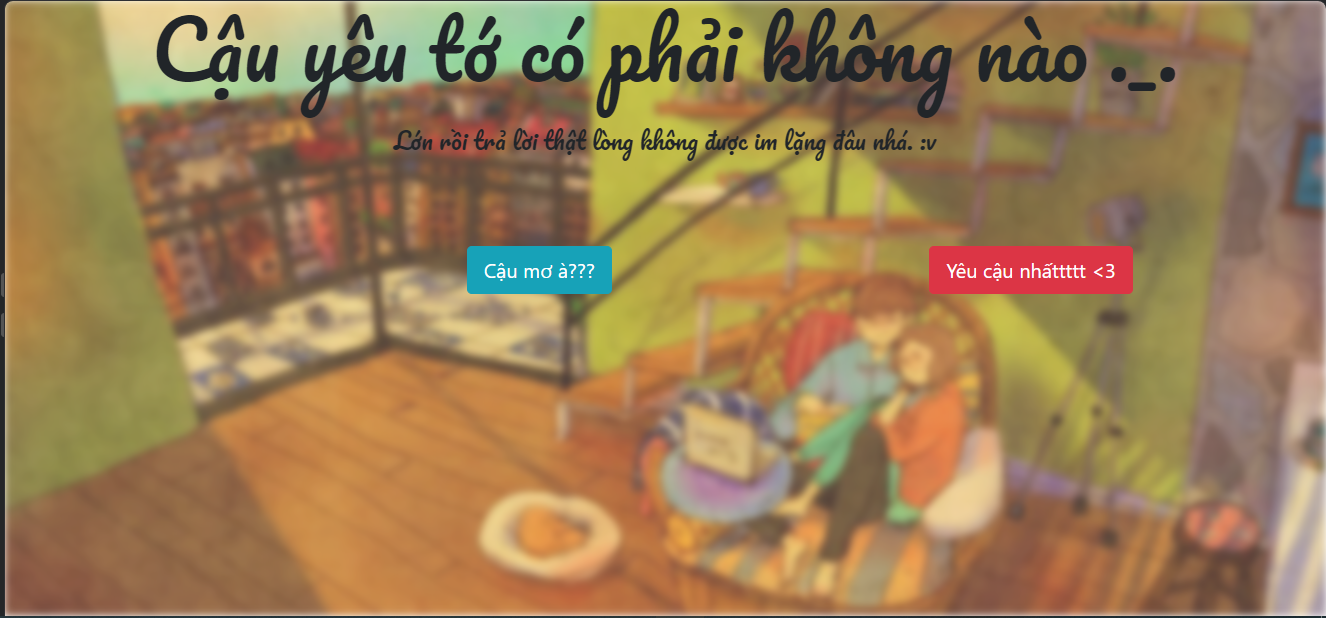 Cậu yêu tớ có phải không nào ._.
Lớn rồi trả lời thật lòng không được im lặng đâu nhá. :v
Cậu mơ à???
Yêu cậu nhấttttt <3